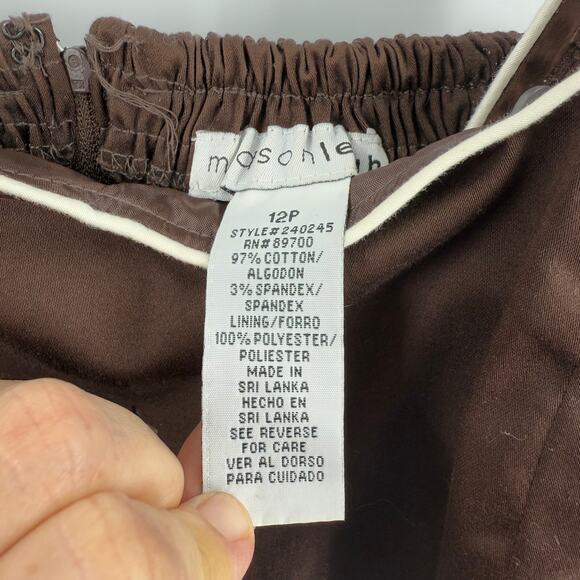 masonle
12P
STYLE# 240245
RN# 89700
97% COTTON/
ALGODON
3% SPANDEX/
SPANDEX
LINING/FORRO
100% POLYESTER/
POLIESTER
MADE IN
SRI LANKA
HECHO EN
SRI LANKA
SEE REVERSE
FOR CARE
VER AL DORSO
PARA CUIDADO